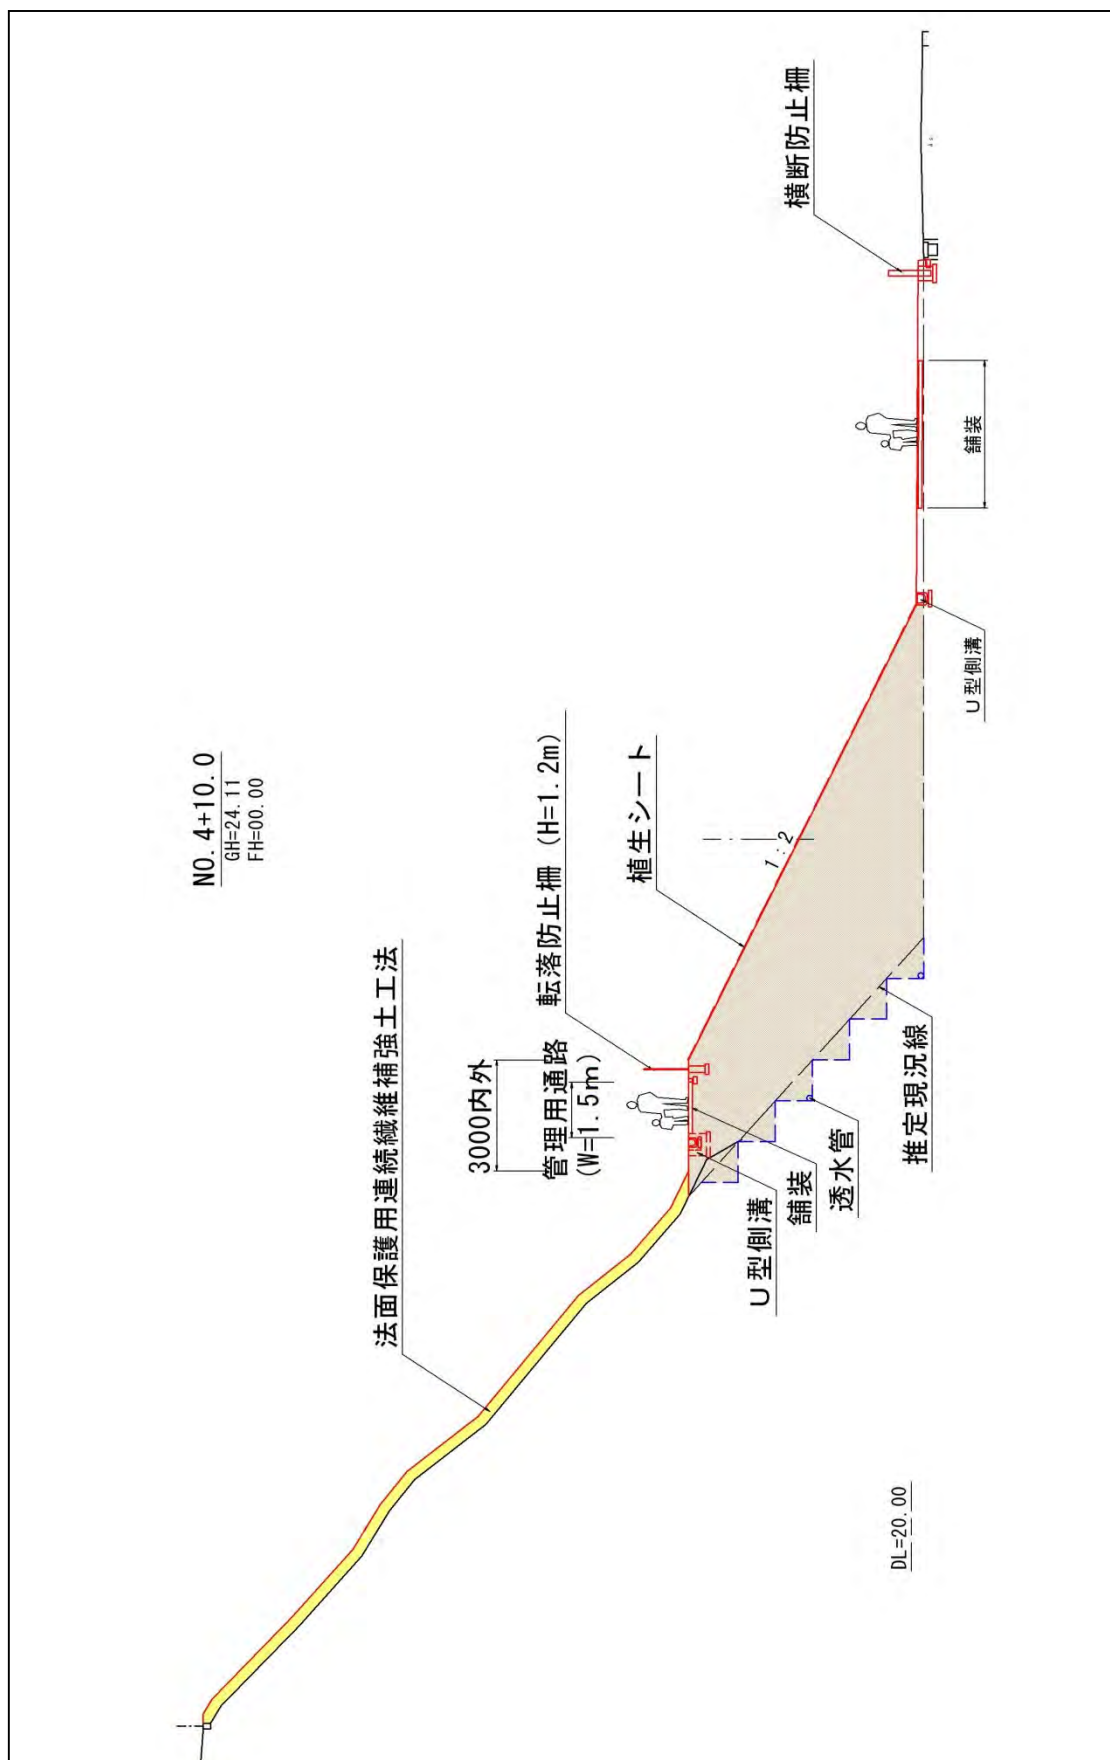 NO. 4+10.0
GH=24.11
FH=00.00
法面保護用連続繊維補強土工法
3000内外
管理用通路
(W=1.5m)
転落防止柵 (H=1.2m)
植生シート
1:2
横断防止柵
舗装
U型側溝
U型側溝
舗装
透水管
推定現況線
DL=20.00